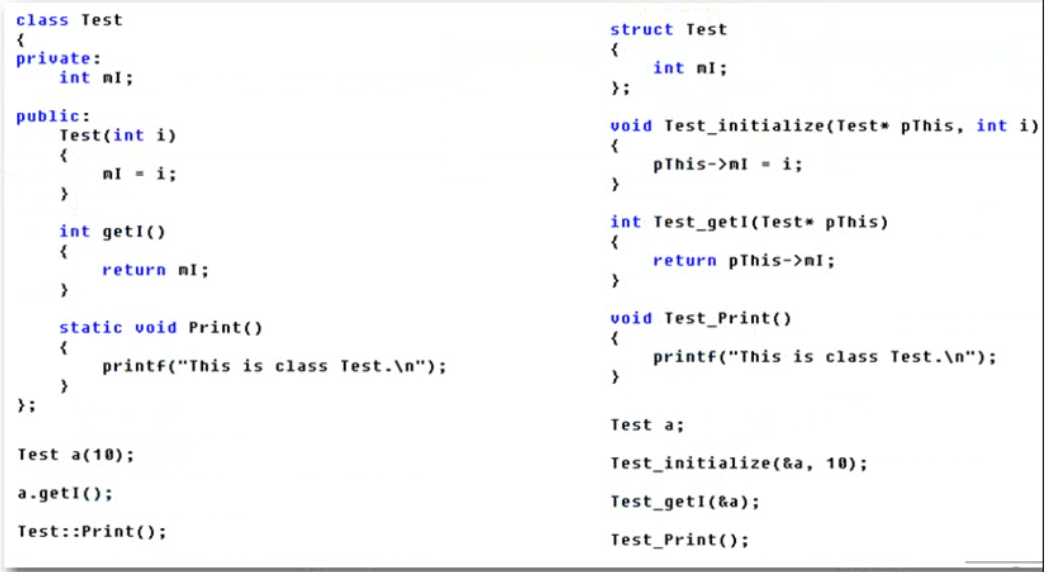 class Test
{
private:
    int mI;

public:
    Test(int i)
    {
        mI = i;
    }

    int getI()
    {
        return mI;
    }

    static void Print()
    {
        printf("This is class Test.\n");
    }
};

Test a(10);

a.getI();

Test::Print();

struct Test
{
    int mI;
};

void Test_initialize(Test* pThis, int i)
{
    pThis->mI = i;
}

int Test_getI(Test* pThis)
{
    return pThis->mI;
}

void Test_Print()
{
    printf("This is class Test.\n");
}

Test a;

Test_initialize(&a, 10);

Test_getI(&a);

Test_Print();